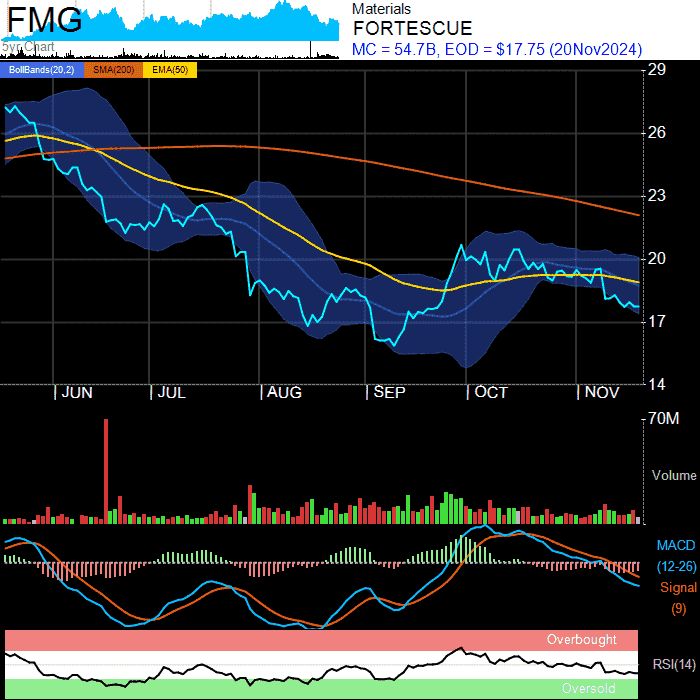 FMG
5yr Chart
Materials
FORTESCUE
MC = 54.7B, EOD = $17.75 (20Nov2024)
BollBands(20,2) SMA(200) EMA(50)
29
26
23
20
17
14
JUN JUL AUG SEP OCT NOV
70M
Volume
MACD
(12-26)
Signal
(9)
Overbought
RSI(14)
Oversold